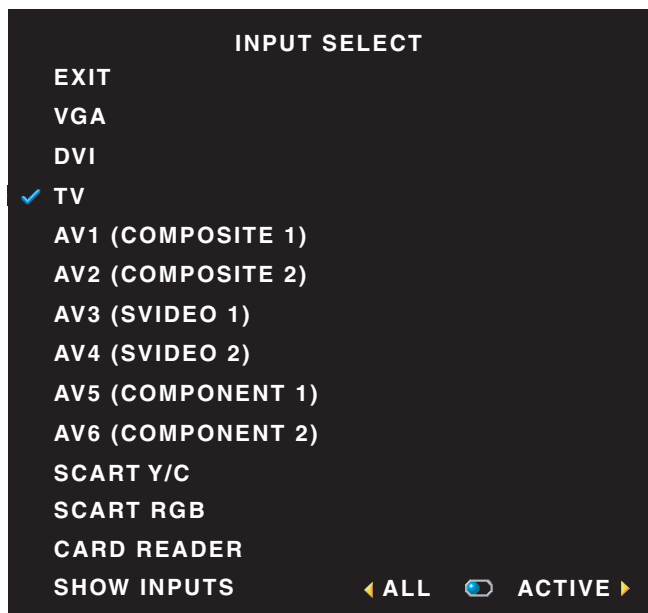 INPUT SELECT
EXIT
VGA
DVI
TV
AV1 (COMPOSITE 1)
AV2 (COMPOSITE 2)
AV3 (SVIDEO 1)
AV4 (SVIDEO 2)
AV5 (COMPONENT 1)
AV6 (COMPONENT 2)
SCART Y/C
SCART RGB
CARD READER
SHOW INPUTS ALL ACTIVE